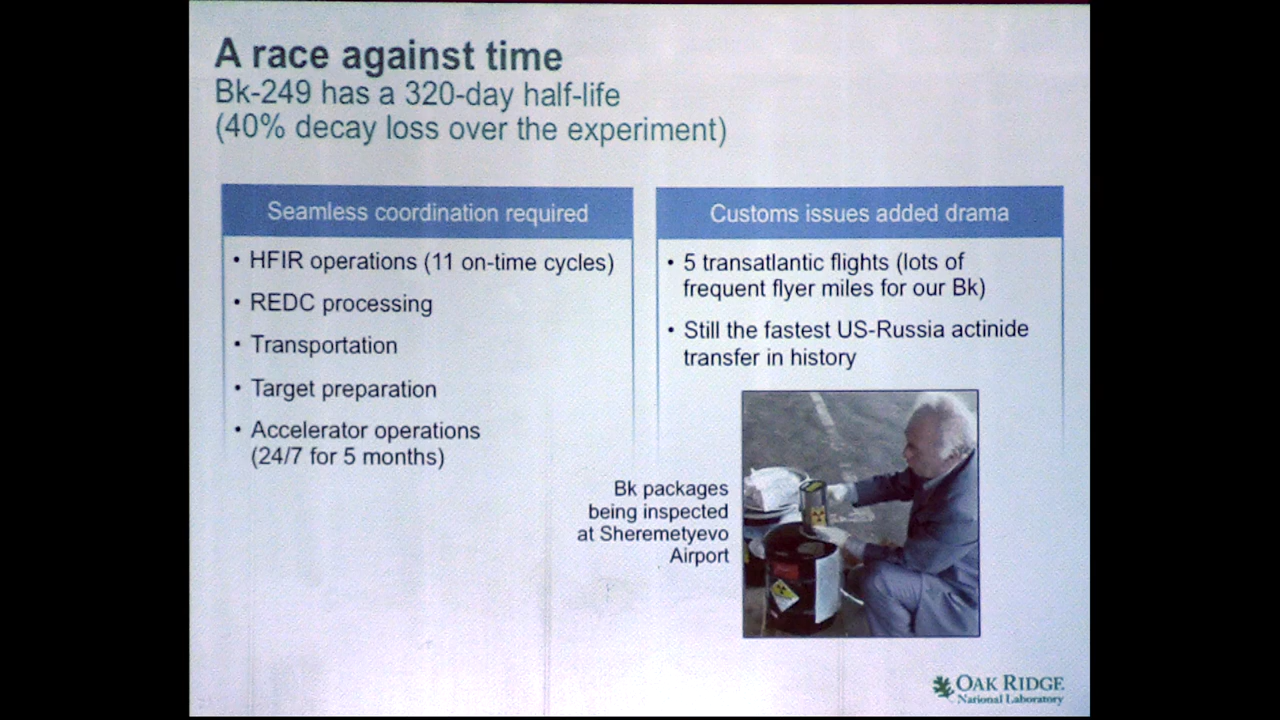 A race against time
Bk-249 has a 320-day half-life
(40% decay loss over the experiment)
Seamless coordination required
• HFIR operations (11 on-time cycles)
• REDC processing
• Transportation
• Target preparation
• Accelerator operations
(24/7 for 5 months)
Customs issues added drama
• 5 transatlantic flights (lots of
frequent flyer miles for our Bk)
• Still the fastest US-Russia actinide
transfer in history
Bk packages
being inspected
at Sheremetyevo
Airport
OAK RIDGE
National Laboratory